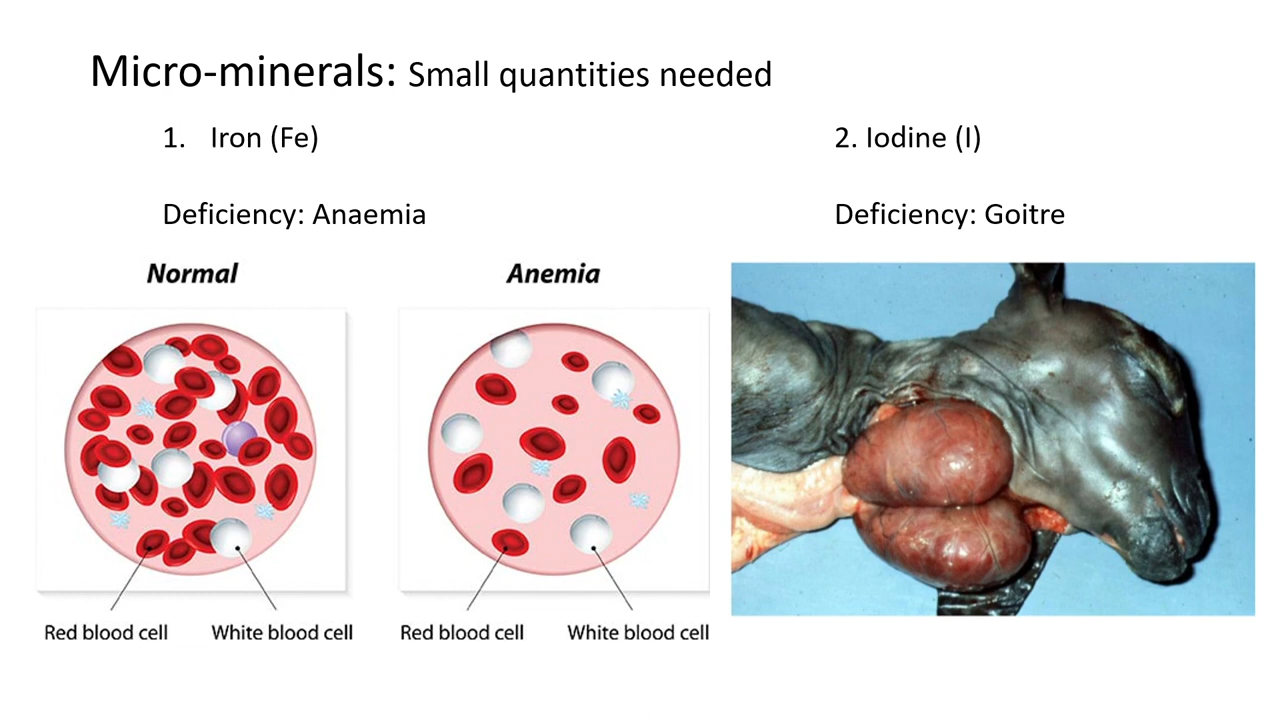 Micro-minerals: Small quantities needed
1. Iron (Fe)
Deficiency: Anaemia
Normal
Anemia
Red blood cell
White blood cell
Red blood cell
White blood cell
2. Iodine (I)
Deficiency: Goitre